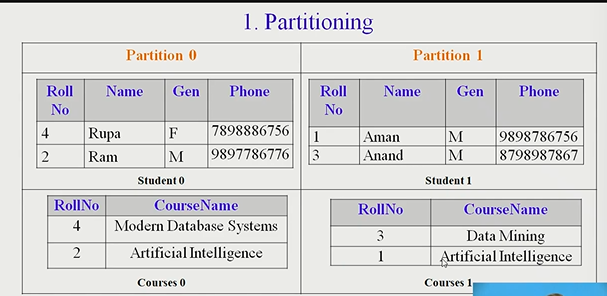 1. Partitioning
Partition 0
Partition 1
Roll No Name Gen Phone
4 Rupa F 7898886756
2 Ram M 9897786776
Student 0
Roll No Name Gen Phone
1 Aman M 9898786756
3 Anand M 8798987867
Student 1
RollNo CourseName
4 Modern Database Systems
2 Artificial Intelligence
Courses 0
RollNo CourseName
3 Data Mining
1 Artificial Intelligence
Courses 1